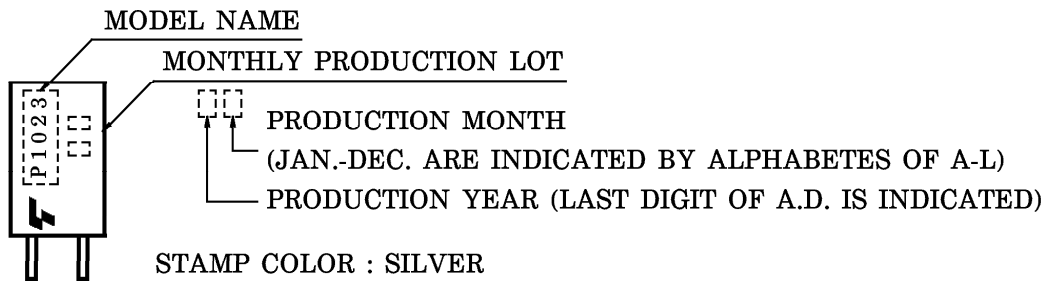 MODEL NAME
MONTHLY PRODUCTION LOT
P1023
PRODUCTION MONTH
(JAN.-DEC. ARE INDICATED BY ALPHABETES OF A-L)
PRODUCTION YEAR (LAST DIGIT OF A.D. IS INDICATED)
STAMP COLOR : SILVER